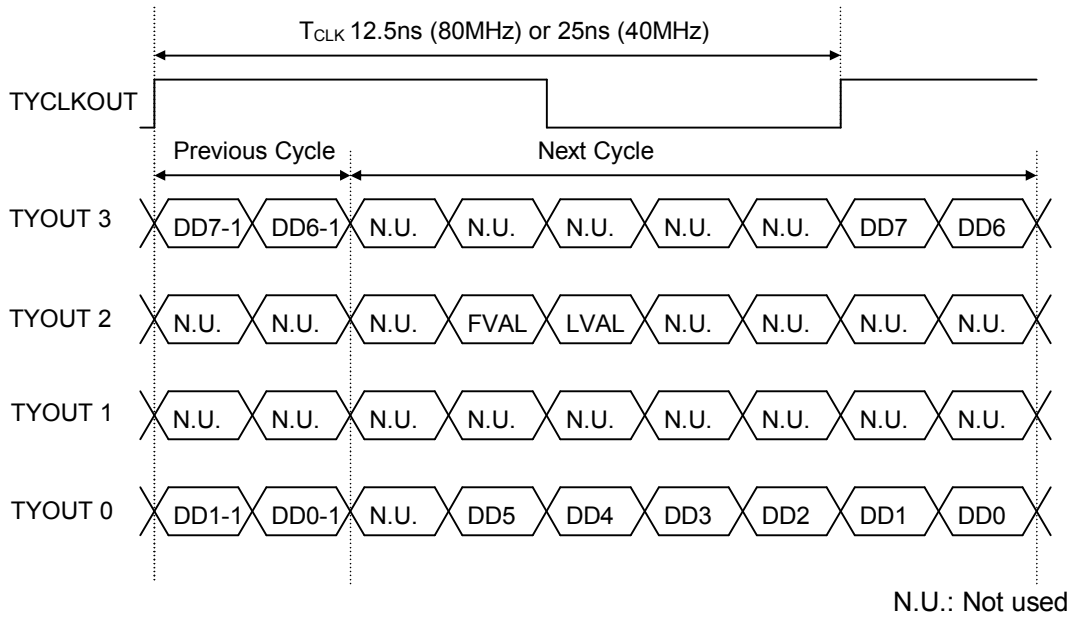 TCLK 12.5ns (80MHz) or 25ns (40MHz)
TYCLKOUT
Previous Cycle Next Cycle
TYOUT 3 DD7-1 DD6-1 N.U. N.U. N.U. N.U. N.U. DD7 DD6
TYOUT 2 N.U. N.U. N.U. FVAL LVAL N.U. N.U. N.U. N.U.
TYOUT 1 N.U. N.U. N.U. N.U. N.U. N.U. N.U. N.U. N.U.
TYOUT 0 DD1-1 DD0-1 N.U. DD5 DD4 DD3 DD2 DD1 DD0
N.U.: Not used